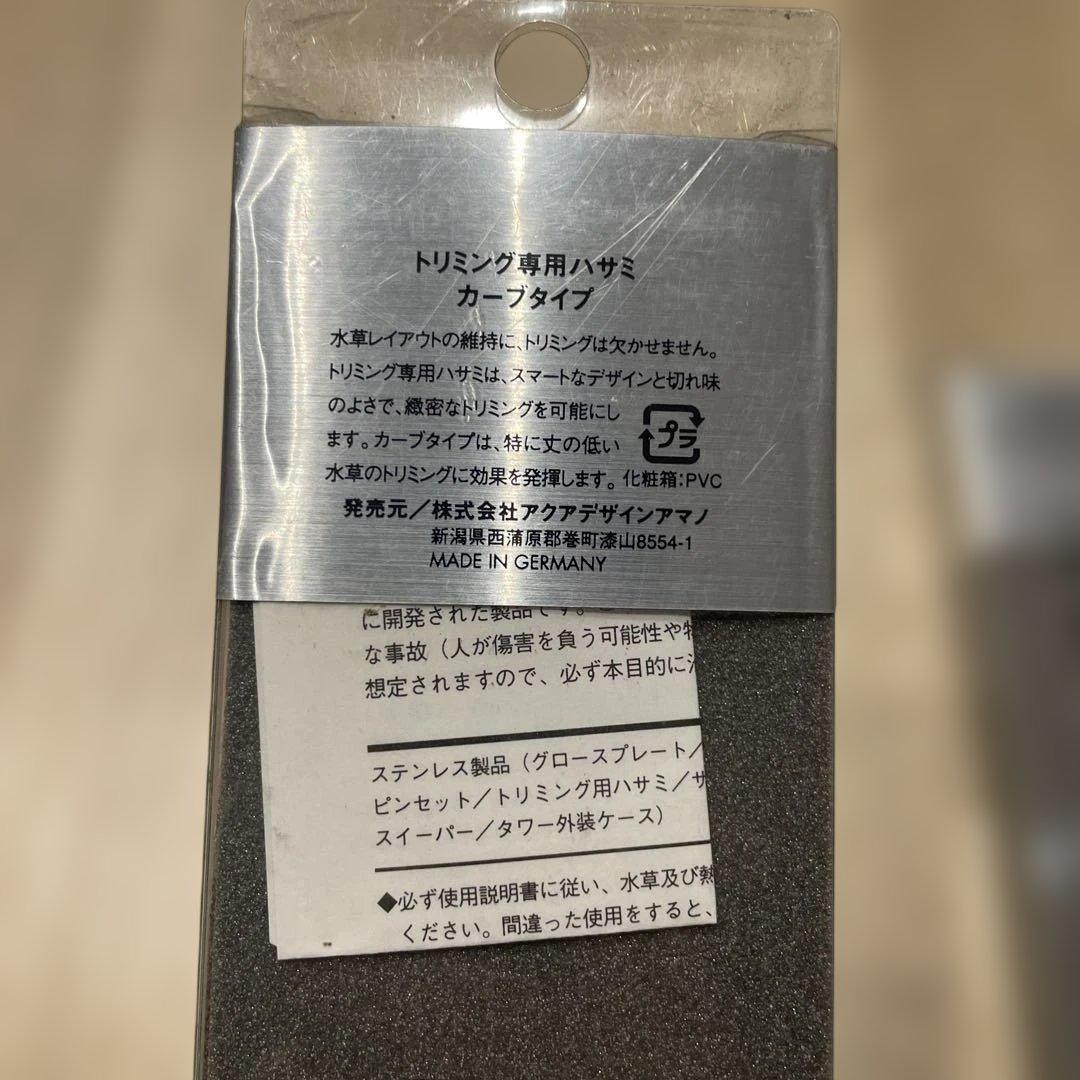 トリミング専用ハサミ
カーブタイプ
水草レイアウトの維持に、トリミングは欠かせません。
トリミング専用ハサミは、スマートなデザインと切れ味
のよさで、緻密なトリミングを可能にし
ます。カーブタイプは、特に丈の低い
プラ
水草のトリミングに効果を発揮します。化粧箱:PVC
発売元／株式会社アクアデザインアマノ
新潟県西蒲原郡巻町漆山8554-1
MADE IN GERMANY
に開発された製品です。
な事故（人が傷害を負う可能性や
想定されますので、必ず本目的に
ステンレス製品（グロースプレート／
ピンセット／トリミング用ハサミ／サ
スイーパー／タワー外装ケース）
◆必ず使用説明書に従い、水草及び熱
ください。間違った使用をすると、